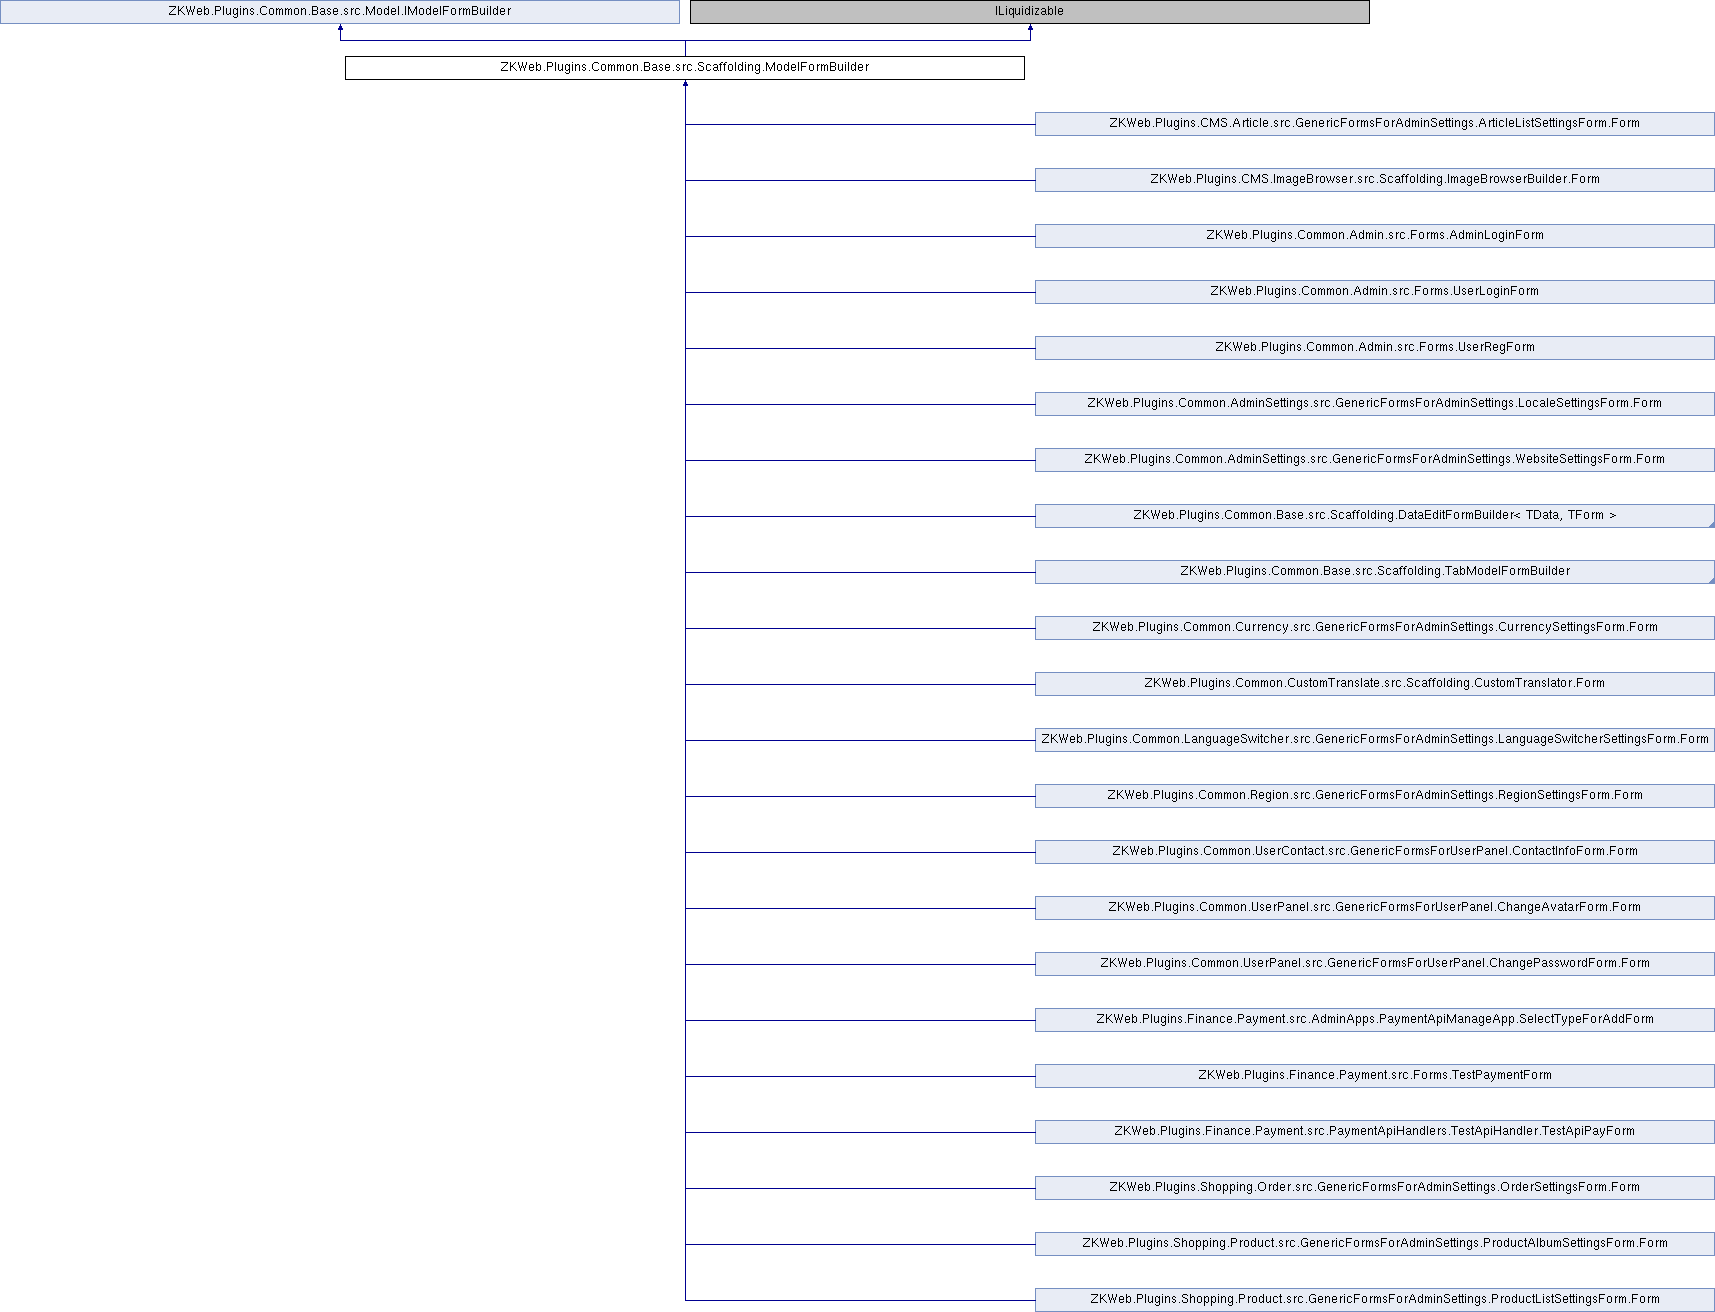 ZKWeb.Plugins.Common.Base.src.Model.IModelFormBuilder
ILiquidizable
ZKWeb.Plugins.Common.Base.src.Scaffolding.ModelFormBuilder
ZKWeb.Plugins.CMS.Article.src.GenericFormsForAdminSettings.ArticleListSettingsForm.Form
ZKWeb.Plugins.CMS.ImageBrowser.src.Scaffolding.ImageBrowserBuilder.Form
ZKWeb.Plugins.Common.Admin.src.Forms.AdminLoginForm
ZKWeb.Plugins.Common.Admin.src.Forms.UserLoginForm
ZKWeb.Plugins.Common.Admin.src.Forms.UserRegForm
ZKWeb.Plugins.Common.AdminSettings.src.GenericFormsForAdminSettings.LocaleSettingsForm.Form
ZKWeb.Plugins.Common.AdminSettings.src.GenericFormsForAdminSettings.WebsiteSettingsForm.Form
ZKWeb.Plugins.Common.Base.src.Scaffolding.DataEditFormBuilder< TData, TForm >
ZKWeb.Plugins.Common.Base.src.Scaffolding.TabModelFormBuilder
ZKWeb.Plugins.Common.Currency.src.GenericFormsForAdminSettings.CurrencySettingsForm.Form
ZKWeb.Plugins.Common.CustomTranslate.src.Scaffolding.CustomTranslator.Form
ZKWeb.Plugins.Common.LanguageSwitcher.src.GenericFormsForAdminSettings.LanguageSwitcherSettingsForm.Form
ZKWeb.Plugins.Common.Region.src.GenericFormsForAdminSettings.RegionSettingsForm.Form
ZKWeb.Plugins.Common.UserContact.src.GenericFormsForUserPanel.ContactInfoForm.Form
ZKWeb.Plugins.Common.UserPanel.src.GenericFormsForUserPanel.ChangeAvatarForm.Form
ZKWeb.Plugins.Common.UserPanel.src.GenericFormsForUserPanel.ChangePasswordForm.Form
ZKWeb.Plugins.Finance.Payment.src.AdminApps.PaymentApiManageApp.SelectTypeForAddForm
ZKWeb.Plugins.Finance.Payment.src.Forms.TestPaymentForm
ZKWeb.Plugins.Finance.Payment.src.PaymentApiHandlers.TestApiHandler.TestApiPayForm
ZKWeb.Plugins.Shopping.Order.src.GenericFormsForAdminSettings.OrderSettingsForm.Form
ZKWeb.Plugins.Shopping.Product.src.GenericFormsForAdminSettings.ProductAlbumSettingsForm.Form
ZKWeb.Plugins.Shopping.Product.src.GenericFormsForAdminSettings.ProductListSettingsForm.Form